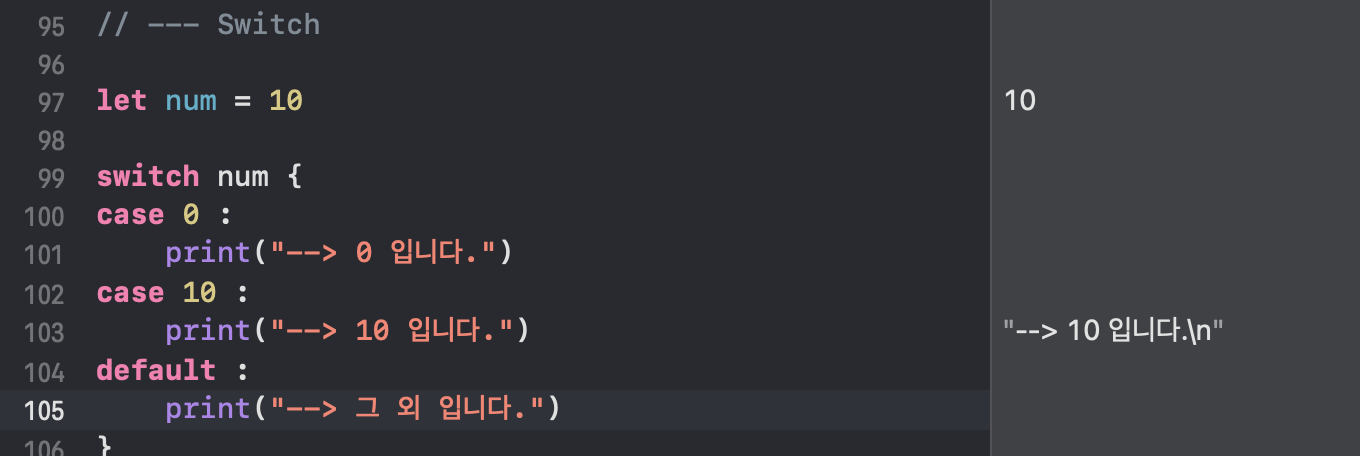 95 // --- Switch
96
97 let num = 10 10
98
99 switch num {
100 case 0 :
101 print("--> 0 입니다.")
102 case 10 :
103 print("--> 10 입니다.") "--> 10 입니다.\n"
104 default :
105 print("--> 그 외 입니다.")
106 }